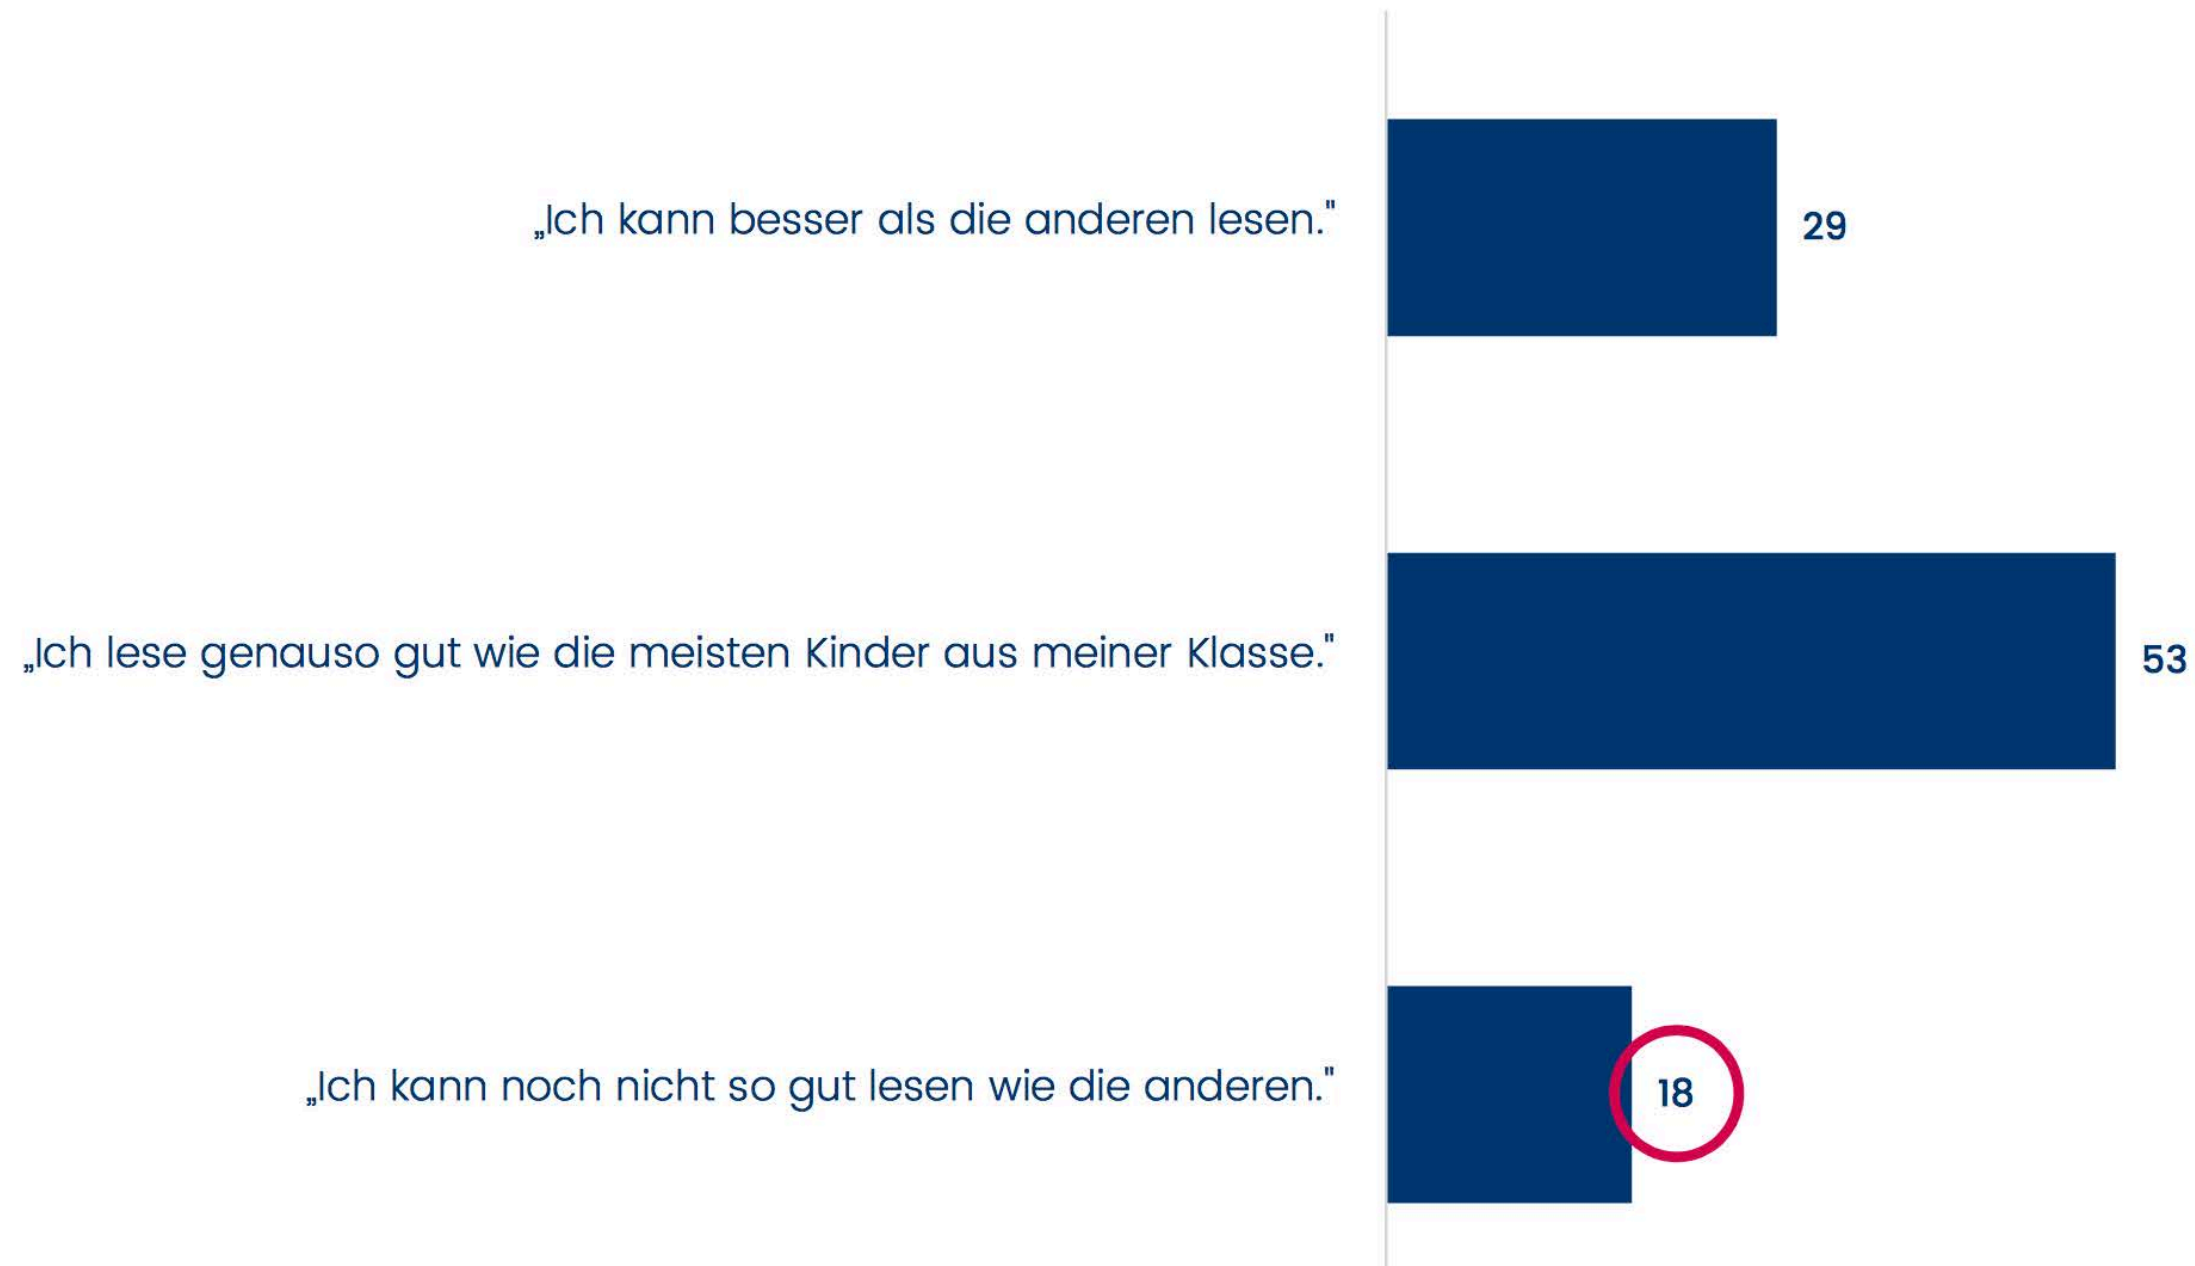 „Ich kann besser als die anderen lesen."
29
„Ich lese genauso gut wie die meisten Kinder aus meiner Klasse."
53
„Ich kann noch nicht so gut lesen wie die anderen."
18